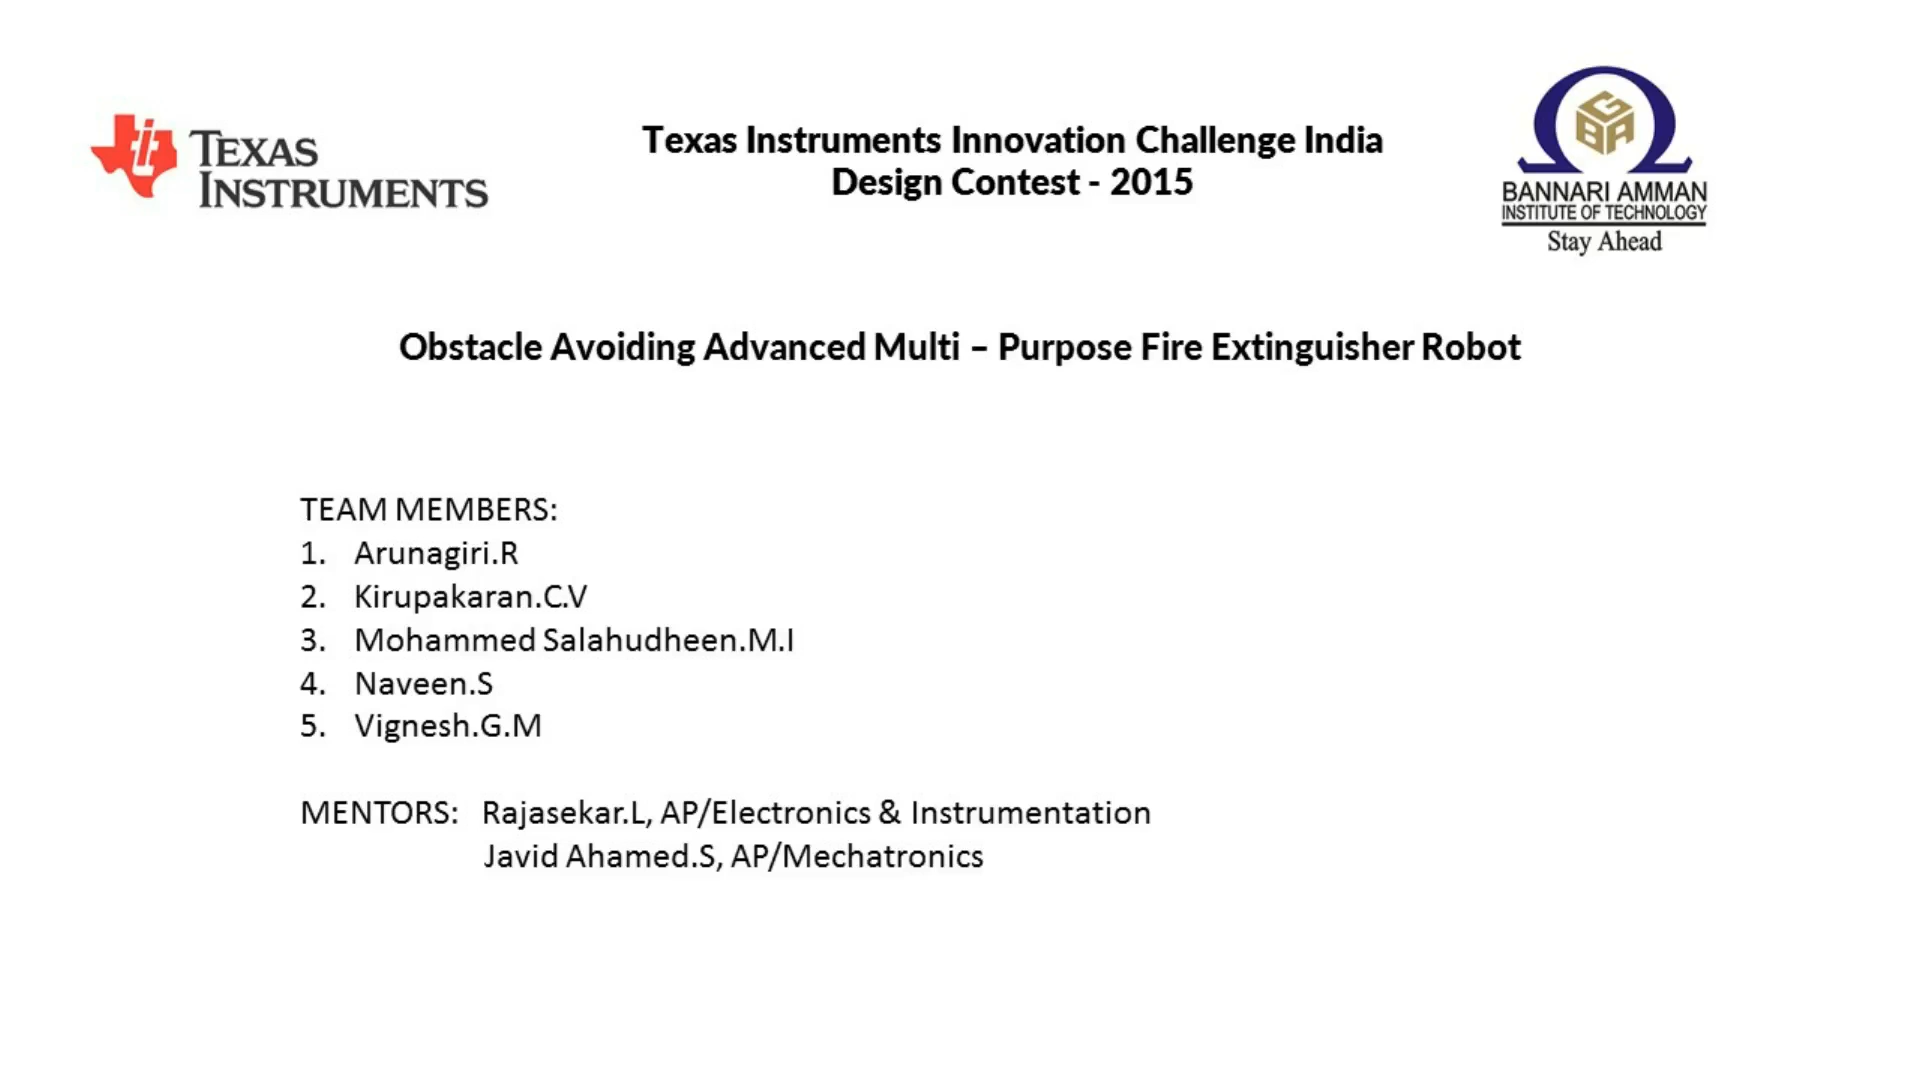 TEXAS
INSTRUMENTS
Texas Instruments Innovation Challenge India
Design Contest - 2015
BANNARI AMMAN
INSTITUTE OF TECHNOLOGY
Stay Ahead
Obstacle Avoiding Advanced Multi – Purpose Fire Extinguisher Robot
TEAM MEMBERS:
1. Arunagiri.R
2. Kirupakaran.C.V
3. Mohammed Salahudheen.M.I
4. Naveen.S
5. Vignesh.G.M
MENTORS: Rajasekar.L, AP/Electronics & Instrumentation
Javid Ahamed.S, AP/Mechatronics